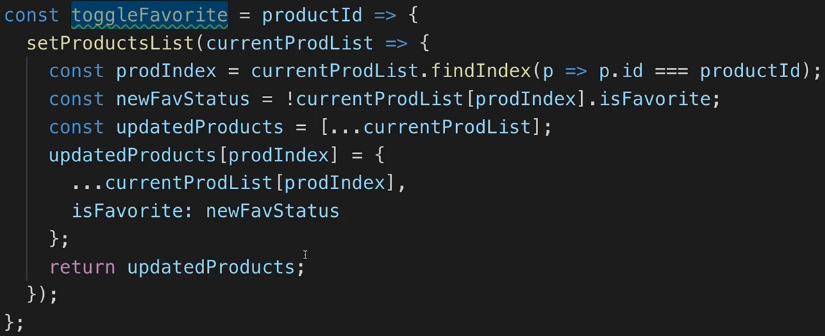 const toggleFavorite = productId => {
setProductsList(currentProdList => {
const prodIndex = currentProdList.findIndex(p => p.id === productId);
const newFavStatus = !currentProdList[prodIndex].isFavorite;
const updatedProducts = [...currentProdList];
updatedProducts[prodIndex] = {
...currentProdList[prodIndex],
isFavorite: newFavStatus
};
return updatedProducts;
});
};